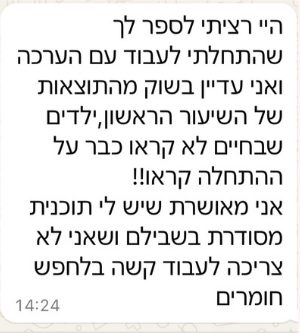 היי רציתי לספר לך
שהתחלתי לעבוד עם הערכה
ואני עדיין בשוק מהתוצאות
של השיעור הראשון,ילדים
שבחיים לא קראו כבר על
ההתחלה קראו!!
אני מאושרת שיש לי תוכנית
מסודרת בשבילם ושאני לא
צריכה לעבוד קשה בלחפש
חומרים
14:24